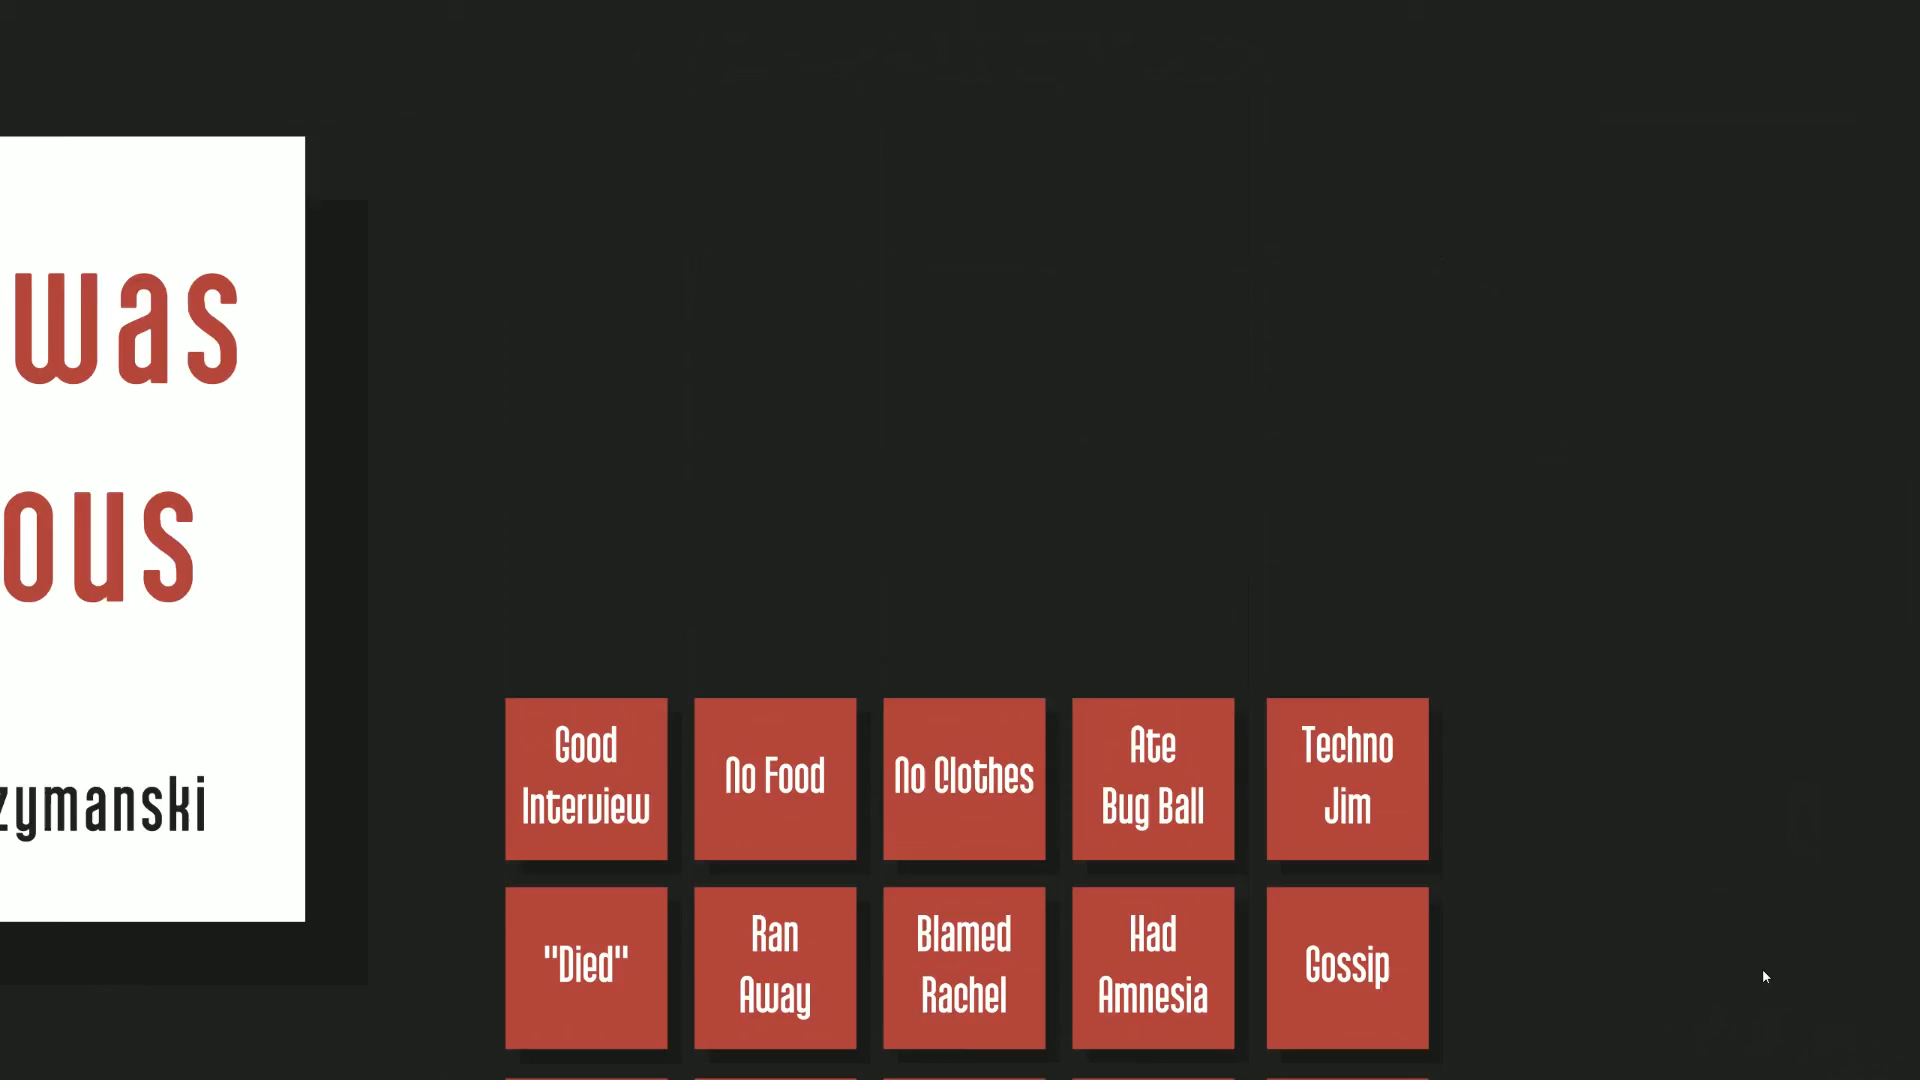 was
ous
zymanski
Good
Interview
No Food
No Clothes
Ate
Bug Ball
Techno
Jim
"Died"
Ran
Away
Blamed
Rachel
Had
Amnesia
Gossip